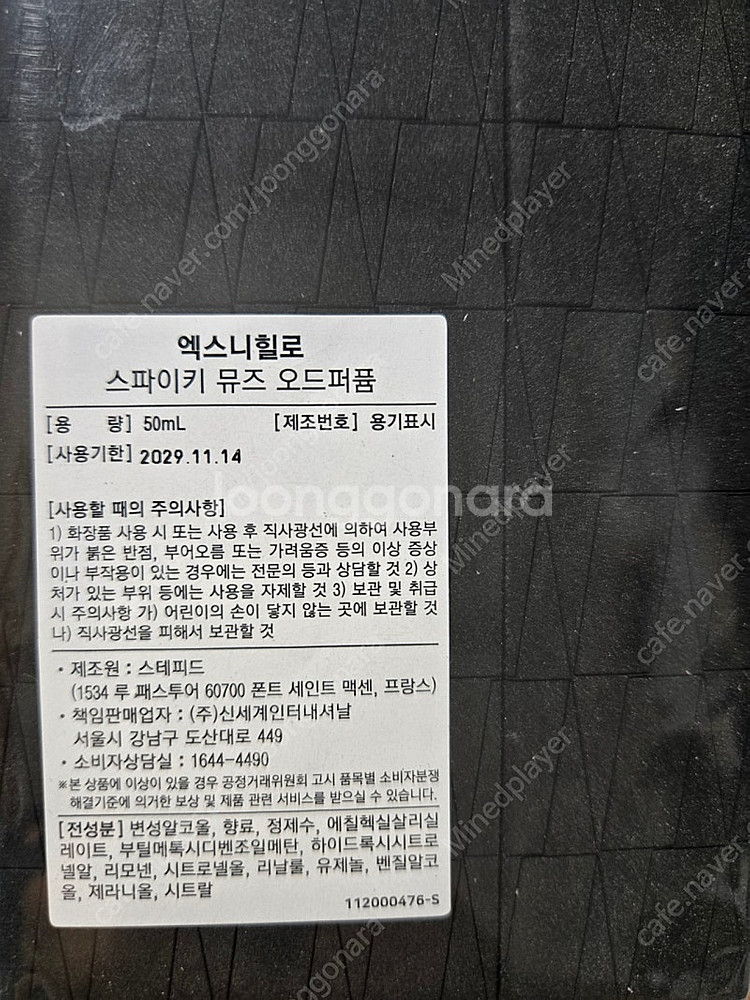 엑스니힐로
스파이키 뮤즈 오드퍼퓸
[용 량] 50mL [제조번호] 용기표시
[사용기한] 2029.11.14
[사용할 때의 주의사항]
1) 화장품 사용 시 또는 사용 후 직사광선에 의하여 사용부
위가 붉은 반점, 부어오름 또는 가려움증 등의 이상 증상
이나 부작용이 있는 경우에는 전문의 등과 상담할 것 2) 상
처가 있는 부위 등에는 사용을 자제할 것 3) 보관 및 취급
시 주의사항 가) 어린이의 손이 닿지 않는 곳에 보관할 것
나) 직사광선을 피해서 보관할 것
· 제조원 : 스테피드
(1534 루 패스투어 60700 폰트 세인트 맥센, 프랑스)
· 책임판매업자 : (주)신세계인터내셔날
서울시 강남구 도산대로 449
· 소비자상담실 : 1644-4490
※본 상품에 이상이 있을 경우 공정거래위원회 고시 품목별 소비자분쟁
해결기준에 의거한 보상 및 제품 관련 서비스를 받으실 수 있습니다.
[전성분] 변성알코올, 향료, 정제수, 에칠헥실살리실
레이트, 부틸메톡시디벤조일메탄, 하이드록시시트로
넬알, 리모넨, 시트로넬올, 리날룰, 유제놀, 벤질알코
올, 제라니올, 시트랄
112000476-S
Joonggonara
cafe.naver.com/joonggonara
Minedplayer
cafe.naver
Minedplayer
cafe.naver
Minedplayer
cafe.naver
joonggonara